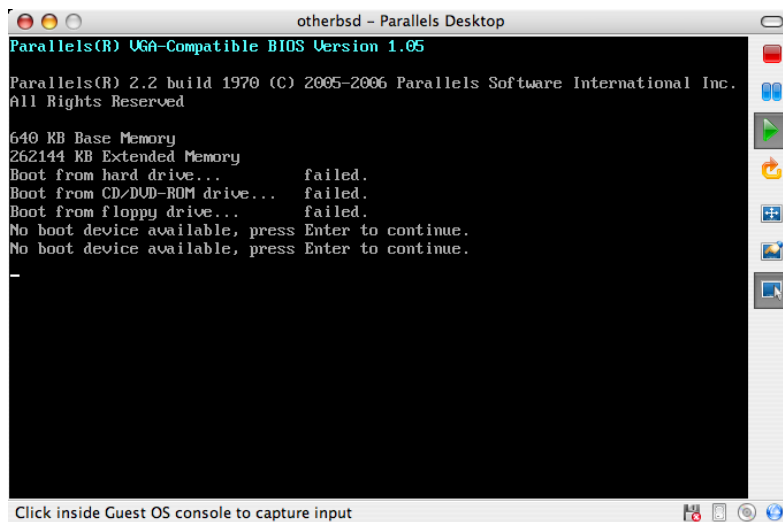 otherbsd – Parallels Desktop
Parallels(R) VGA-Compatible BIOS Version 1.05
Parallels(R) 2.2 build 1970 (C) 2005-2006 Parallels Software International Inc.
All Rights Reserved
640 KB Base Memory
262144 KB Extended Memory
Boot from hard drive... failed.
Boot from CD/DVD-ROM drive... failed.
Boot from floppy drive... failed.
No boot device available, press Enter to continue.
No boot device available, press Enter to continue.
Click inside Guest OS console to capture input